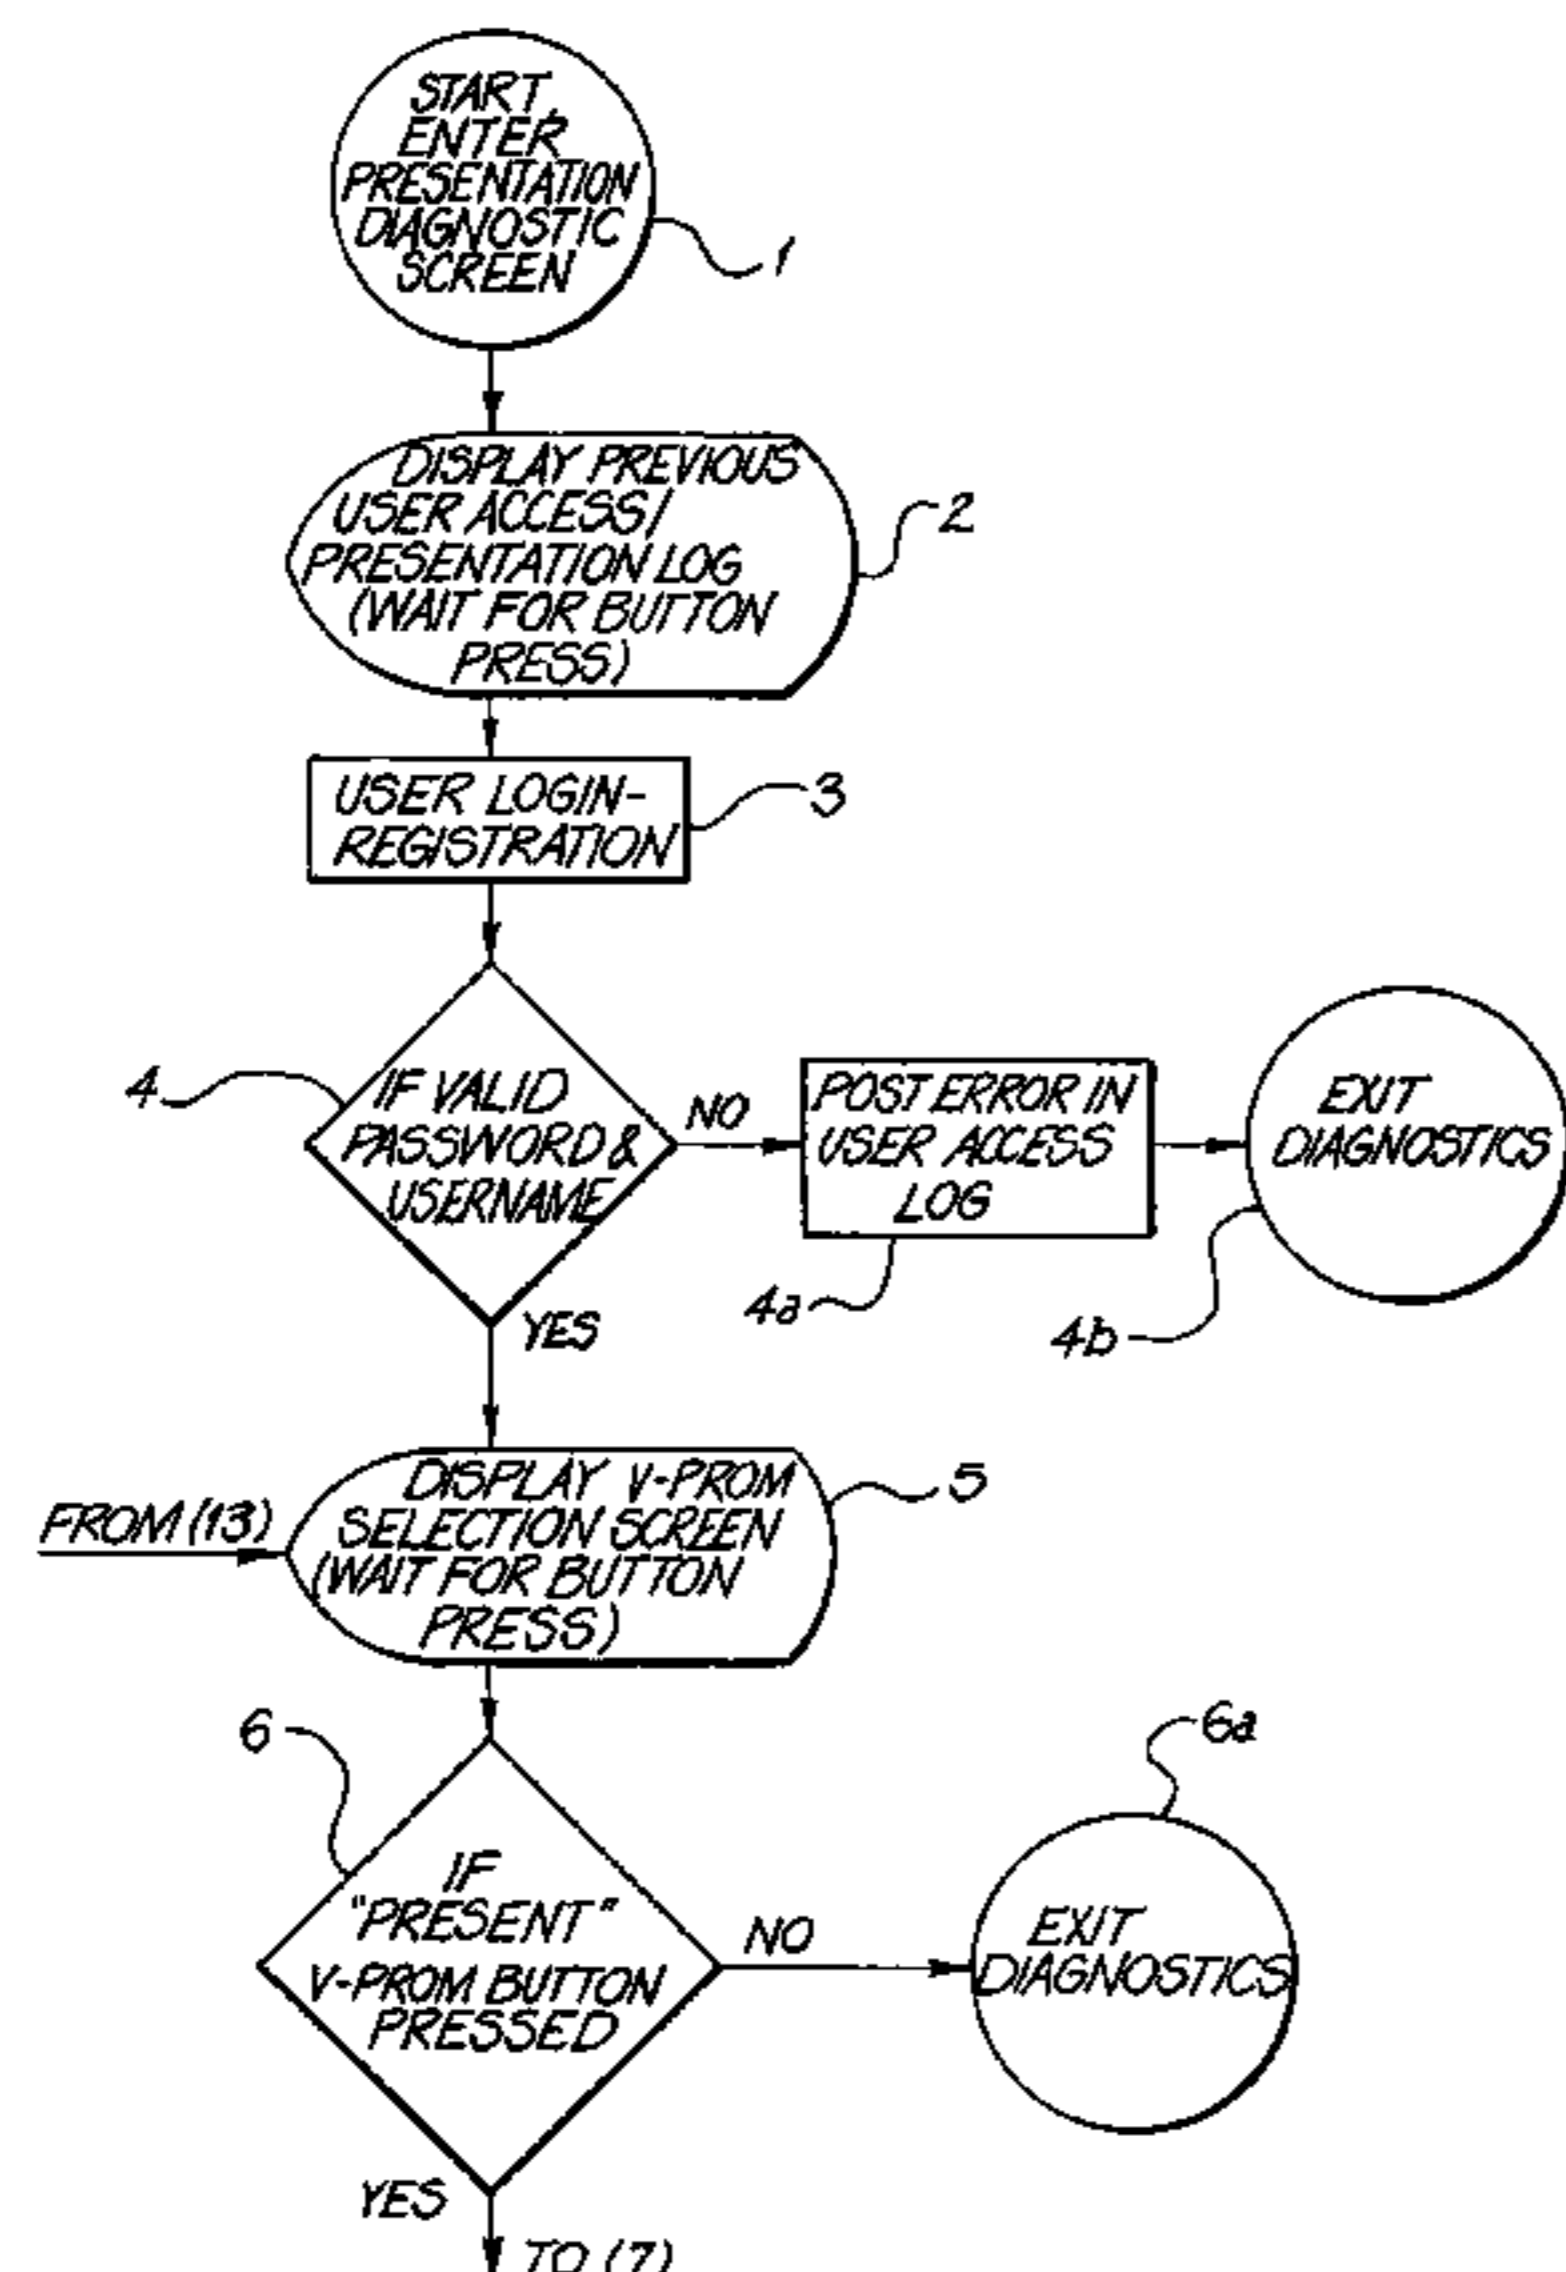 START,
ENTER
PRESENTATION
DIAGNOSTIC
SCREEN
1
DISPLAY PREVIOUS
USER ACCESS/
PRESENTATION LOG
(WAIT FOR BUTTON
PRESS)
2
USER LOGIN-
REGISTRATION
3
4
IF VALID
PASSWORD &
USERNAME
NO
POST ERROR IN
USER ACCESS
LOG
4a
EXIT
DIAGNOSTICS
4b
YES
FROM (13)
DISPLAY V-PROM
SELECTION SCREEN
(WAIT FOR BUTTON
PRESS)
5
6
IF
"PRESENT"
V-PROM BUTTON
PRESSED
NO
6a
EXIT
DIAGNOSTICS
YES
TO (7)